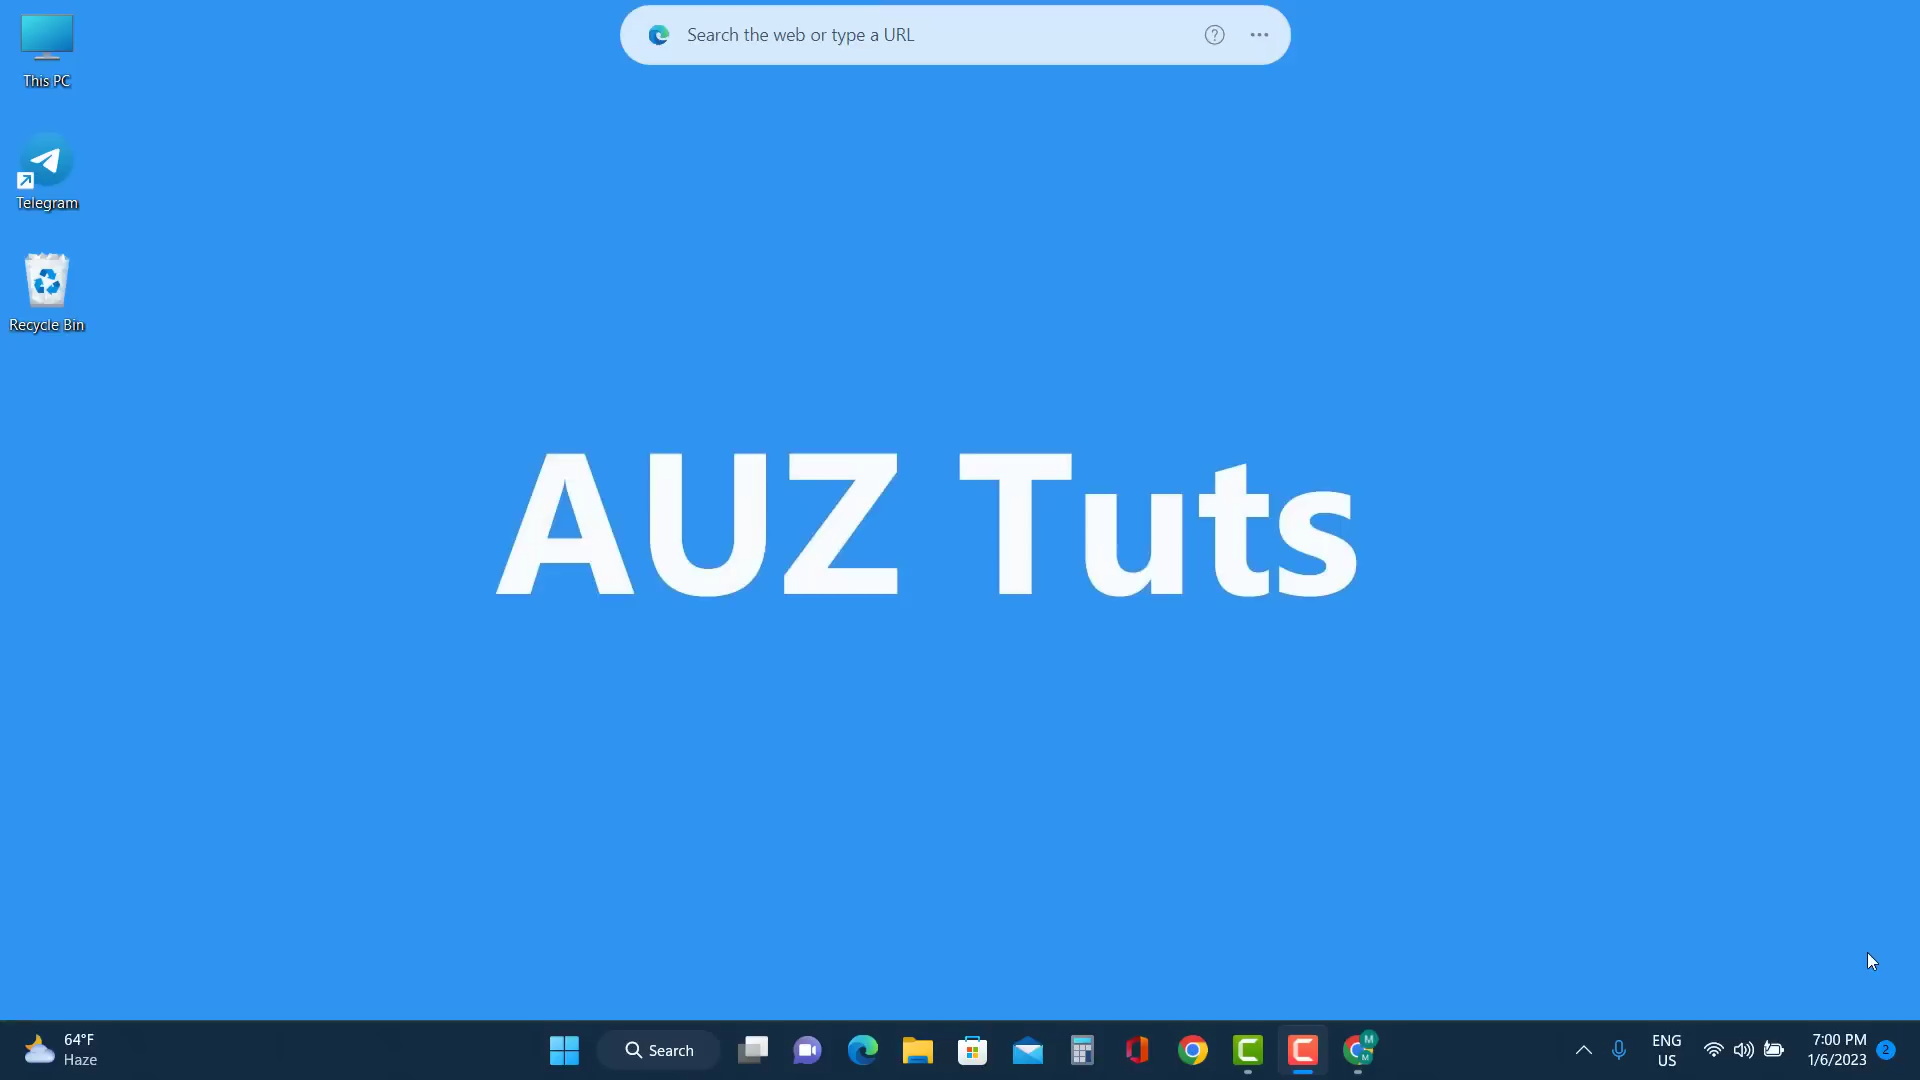 Search the web or type a URL
This PC
Telegram
Recycle Bin
AUZ Tuts
64°F
Haze
Search
M
M
ENG
US
7:00 PM
1/6/2023
2